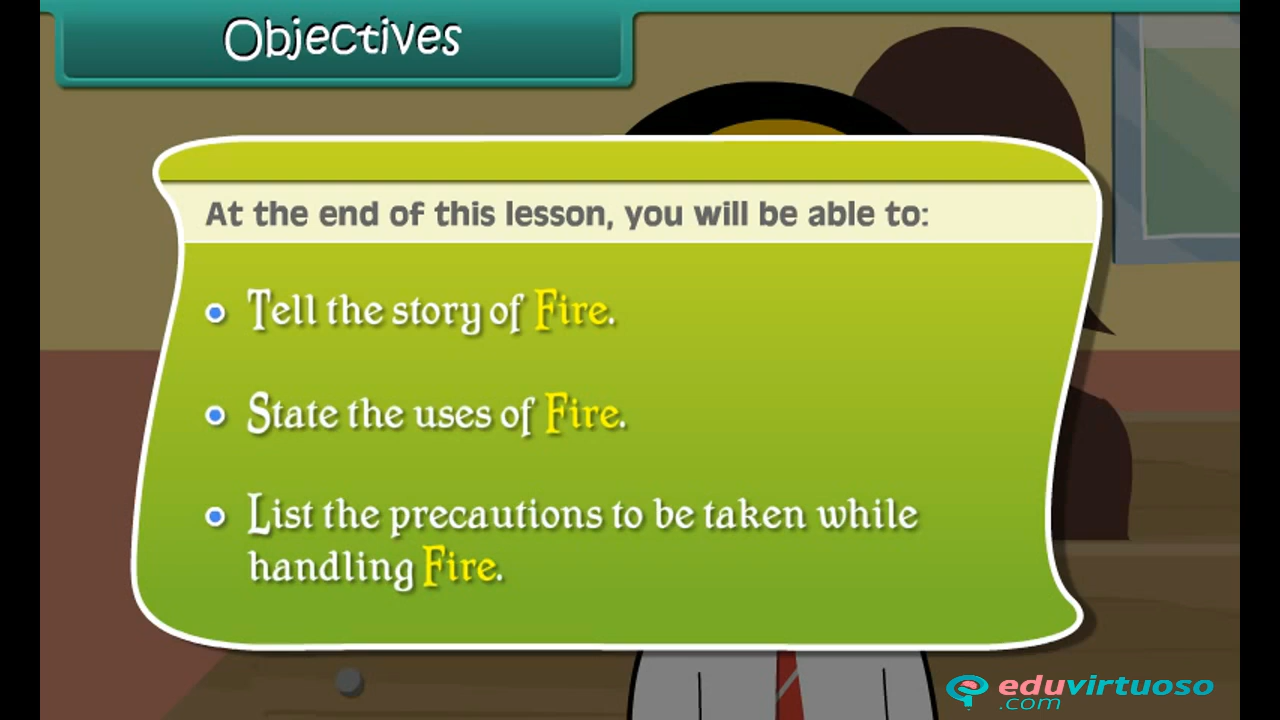 Objectives
At the end of this lesson, you will be able to:
Tell the story of Fire.
State the uses of Fire.
List the precautions to be taken while
handling Fire.
eduvirtuoso
.com